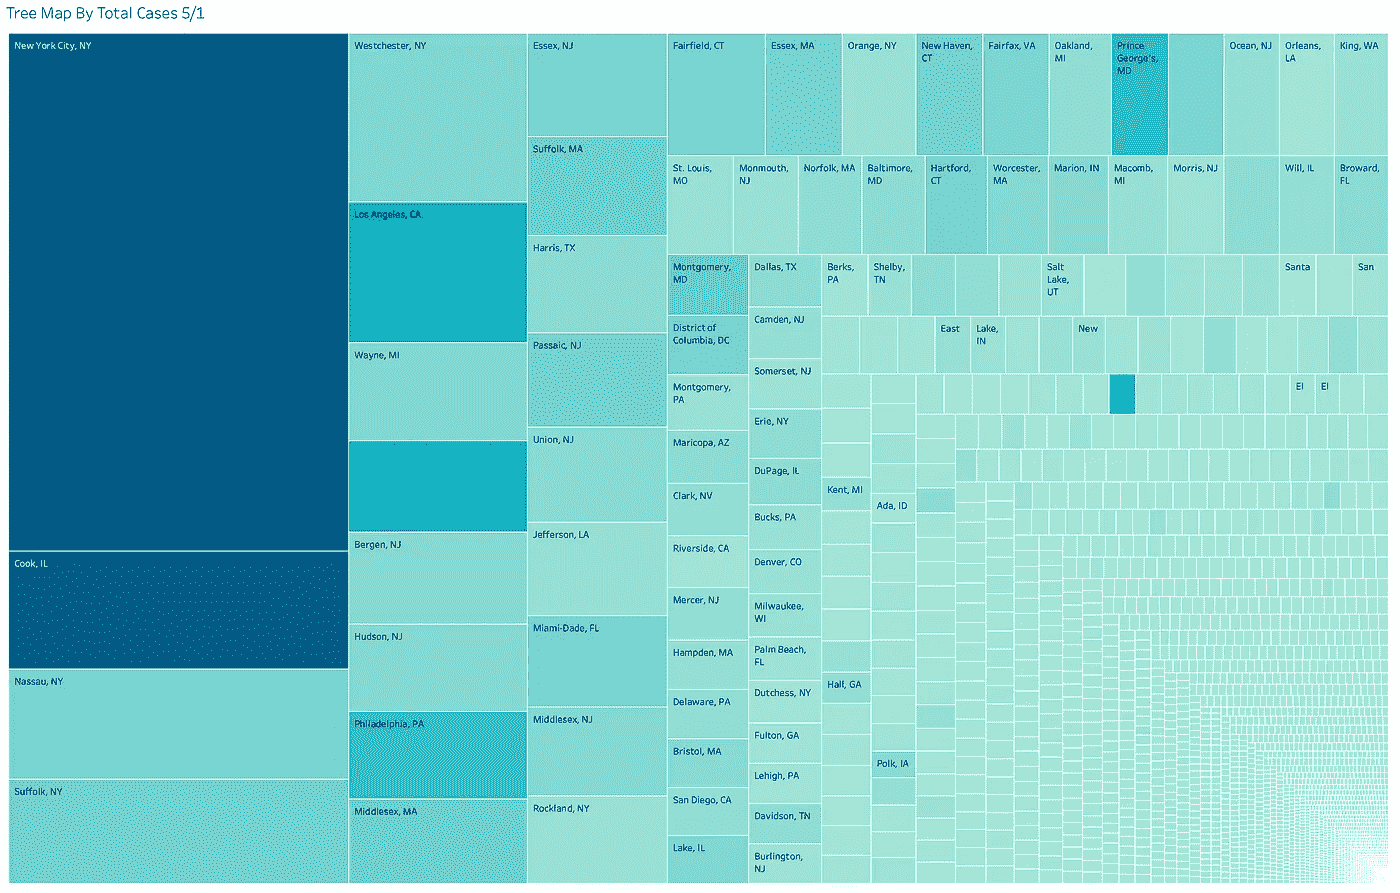 Tree Map By Total Cases 5/1
New York City, NY
Cook, IL
Nassau, NY
Suffolk, NY
Westchester, NY
Los Angeles, CA
Wayne, MI
Bergen, NJ
Hudson, NJ
Philadelphia, PA
Middlesex, MA
Essex, NJ
Suffolk, MA
Harris, TX
Passaic, NJ
Union, NJ
Jefferson, LA
Miami-Dade, FL
Middlesex, NJ
Rockland, NY
Fairfield, CT
Essex, MA
Orange, NY
New Haven,
CT
Fairfax, VA
Oakland,
MI
Prince
George's,
MD
Ocean, NJ
Orleans,
LA
King, WA
St. Louis,
MO
Monmouth,
NJ
Norfolk, MA
Baltimore,
MD
Hartford,
CT
Worcester,
MA
Marion, IN
Macomb,
MI
Morris, NJ
Will, IL
Broward,
FL
Montgomery,
MD
District of
Columbia, DC
Montgomery,
PA
Maricopa, AZ
Clark, NV
Riverside, CA
Mercer, NJ
Hampden, MA
Delaware, PA
Bristol, MA
San Diego, CA
Lake, IL
Dallas, TX
Camden, NJ
Somerset, NJ
Erie, NY
DuPage, IL
Bucks, PA
Denver, CO
Milwaukee,
WI
Palm Beach,
FL
Dutchess, NY
Fulton, GA
Lehigh, PA
Davidson, TN
Burlington,
NJ
Berks,
PA
Shelby,
TN
Salt
Lake,
UT
Santa
San
East
Lake,
IN
New
El
El
Kent, MI
Ada, ID
Hall, GA
Polk, IA